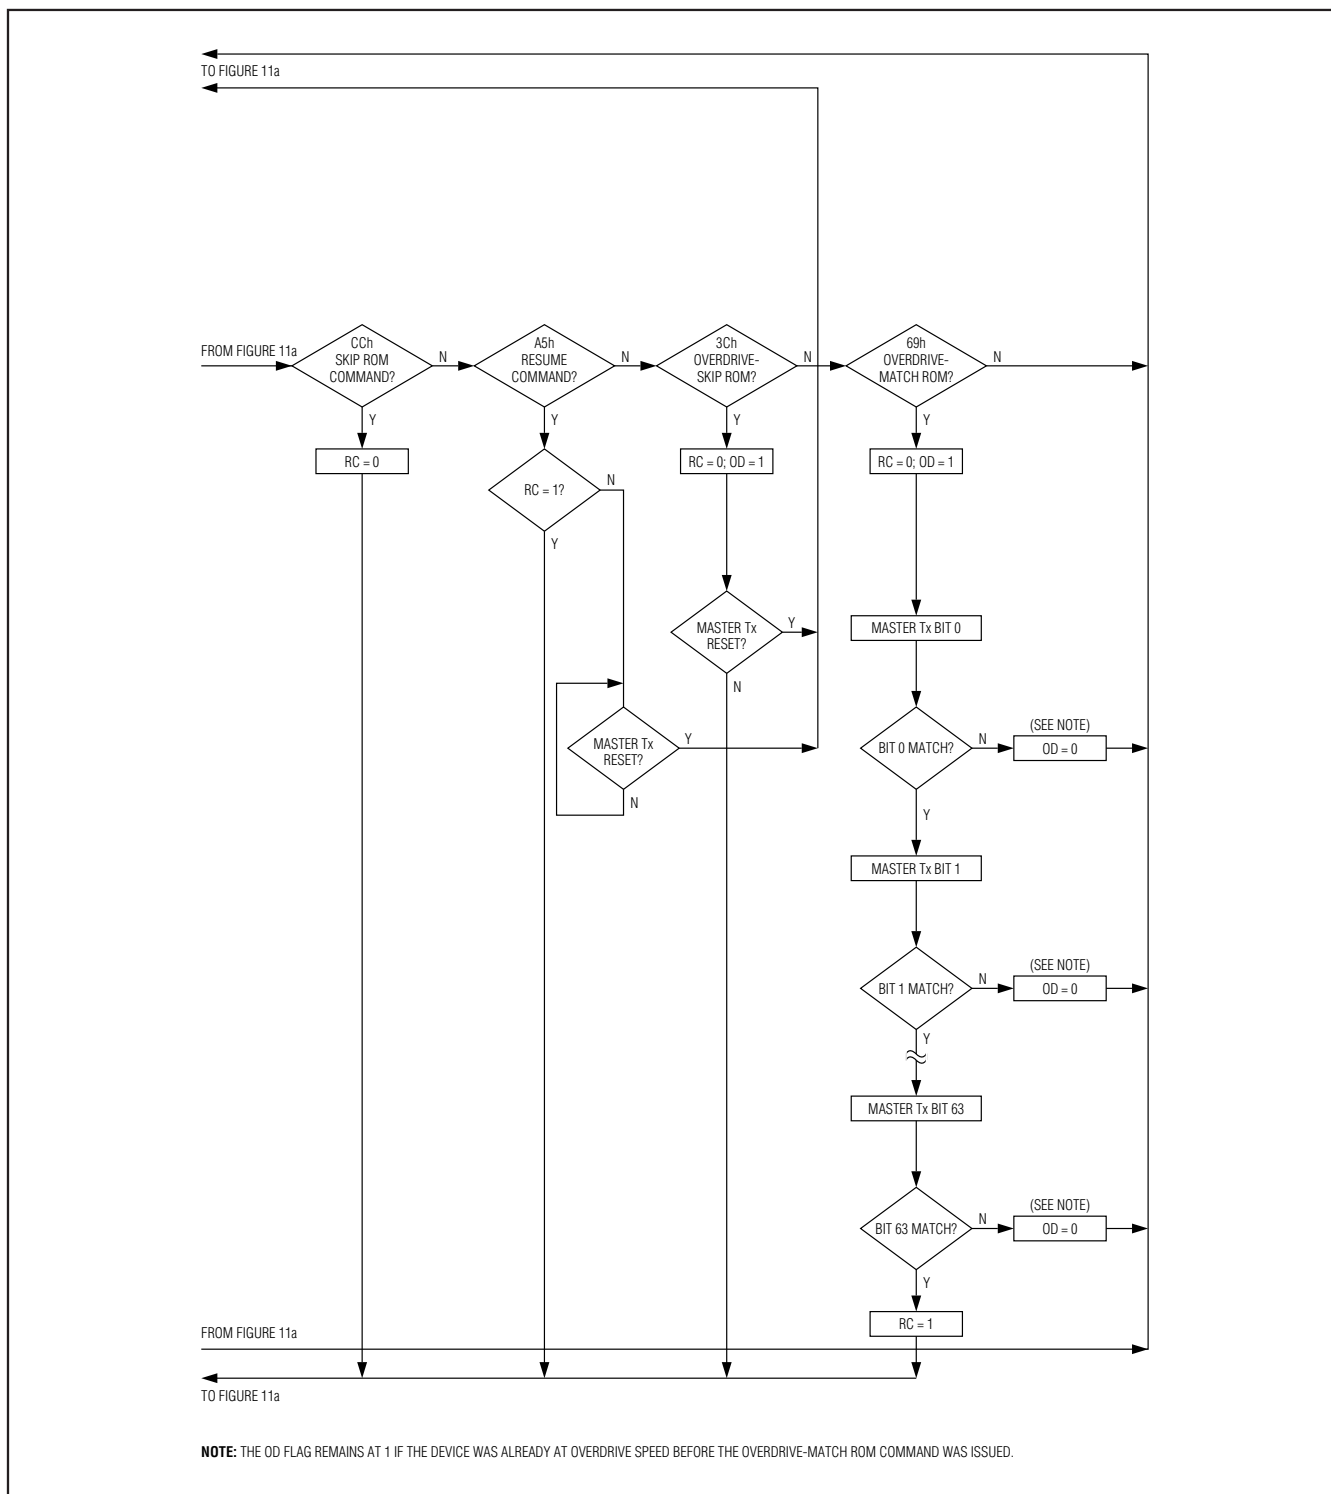 TO FIGURE 11a
FROM FIGURE 11a
CCh
SKIP ROM
COMMAND?
N
Y
RC = 0
A5h
RESUME
COMMAND?
N
Y
RC = 1?
N
Y
MASTER Tx
RESET?
Y
N
3Ch
OVERDRIVE-
SKIP ROM?
N
Y
RC = 0; OD = 1
MASTER Tx
RESET?
Y
N
69h
OVERDRIVE-
MATCH ROM?
N
Y
RC = 0; OD = 1
MASTER Tx BIT 0
BIT 0 MATCH?
N
(SEE NOTE)
OD = 0
Y
MASTER Tx BIT 1
BIT 1 MATCH?
N
(SEE NOTE)
OD = 0
Y
MASTER Tx BIT 63
BIT 63 MATCH?
N
(SEE NOTE)
OD = 0
Y
RC = 1
FROM FIGURE 11a
TO FIGURE 11a
NOTE: THE OD FLAG REMAINS AT 1 IF THE DEVICE WAS ALREADY AT OVERDRIVE SPEED BEFORE THE OVERDRIVE-MATCH ROM COMMAND WAS ISSUED.